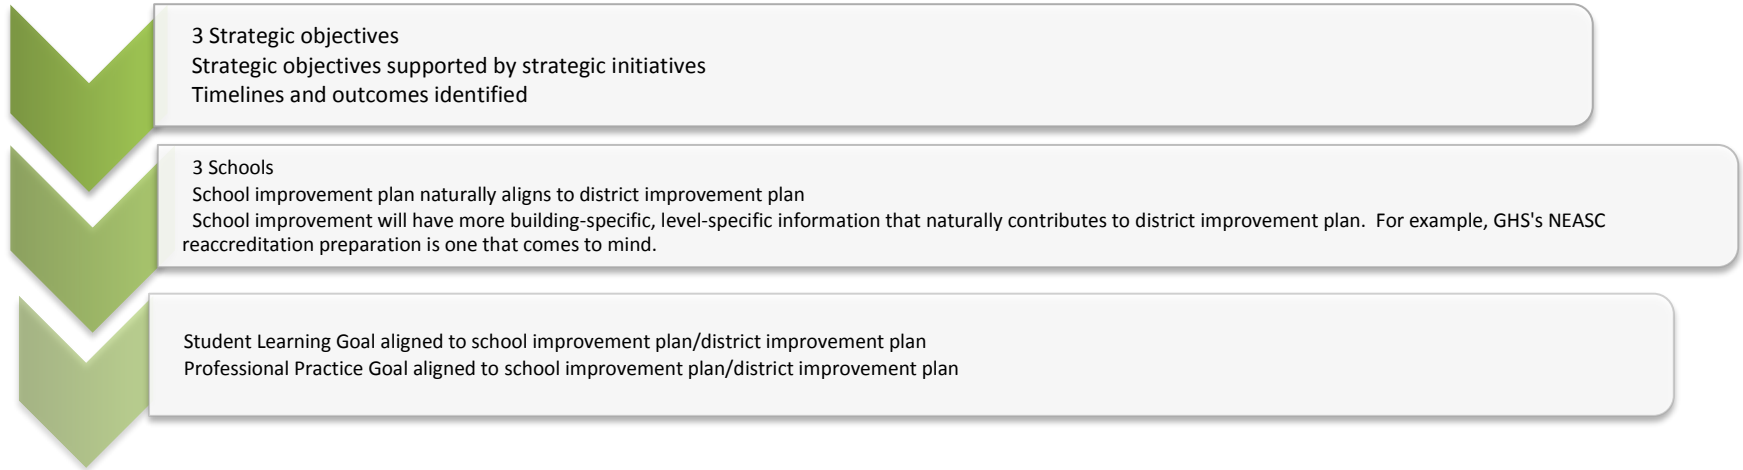 3 Strategic objectives
Strategic objectives supported by strategic initiatives
Timelines and outcomes identified
3 Schools
School improvement plan naturally aligns to district improvement plan
School improvement will have more building-specific, level-specific information that naturally contributes to district improvement plan.  For example, GHS's NEASC
reaccreditation preparation is one that comes to mind.
Student Learning Goal aligned to school improvement plan/district improvement plan
Professional Practice Goal aligned to school improvement plan/district improvement plan